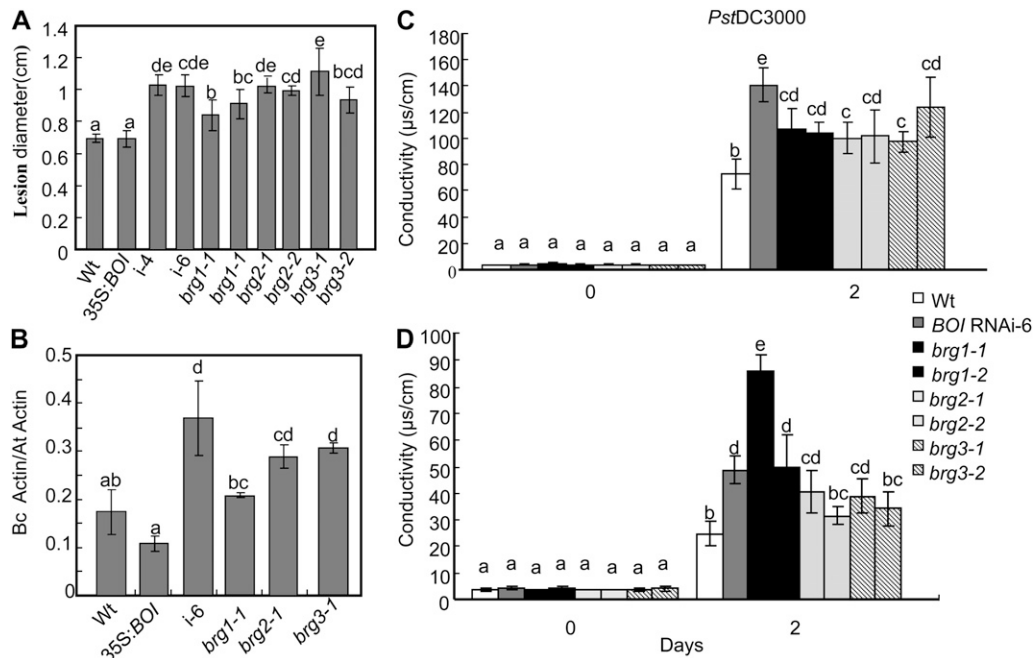 A
Lesion diameter(cm)
1.4
1.2
1
0.8
0.6
0.4
0.2
0
a
a
de
cde
b
bc
de
cd
e
bcd
Wt
35S:BOI
i-4
i-6
brg1-1
brg1-1
brg2-1
brg2-2
brg3-1
brg3-2
B
Bc Actin/At Actin
0.5
0.4
0.3
0.2
0.1
0
ab
a
d
bc
cd
d
Wt
35S:BOI
i-6
brg1-1
brg2-1
brg3-1
C
PstDC3000
Conductivity (µs/cm)
180
160
140
120
100
80
60
40
20
0
a a a a a a a a
b
e
cd
cd
c
cd
c
cd
0 2
Wt
BOI RNAi-6
brg1-1
brg1-2
brg2-1
brg2-2
brg3-1
brg3-2
D
Conductivity (µs/cm)
100
90
80
70
60
50
40
30
20
10
0
a a a a a a a a
b
d
e
d
cd
bc
cd
bc
0 2
Days